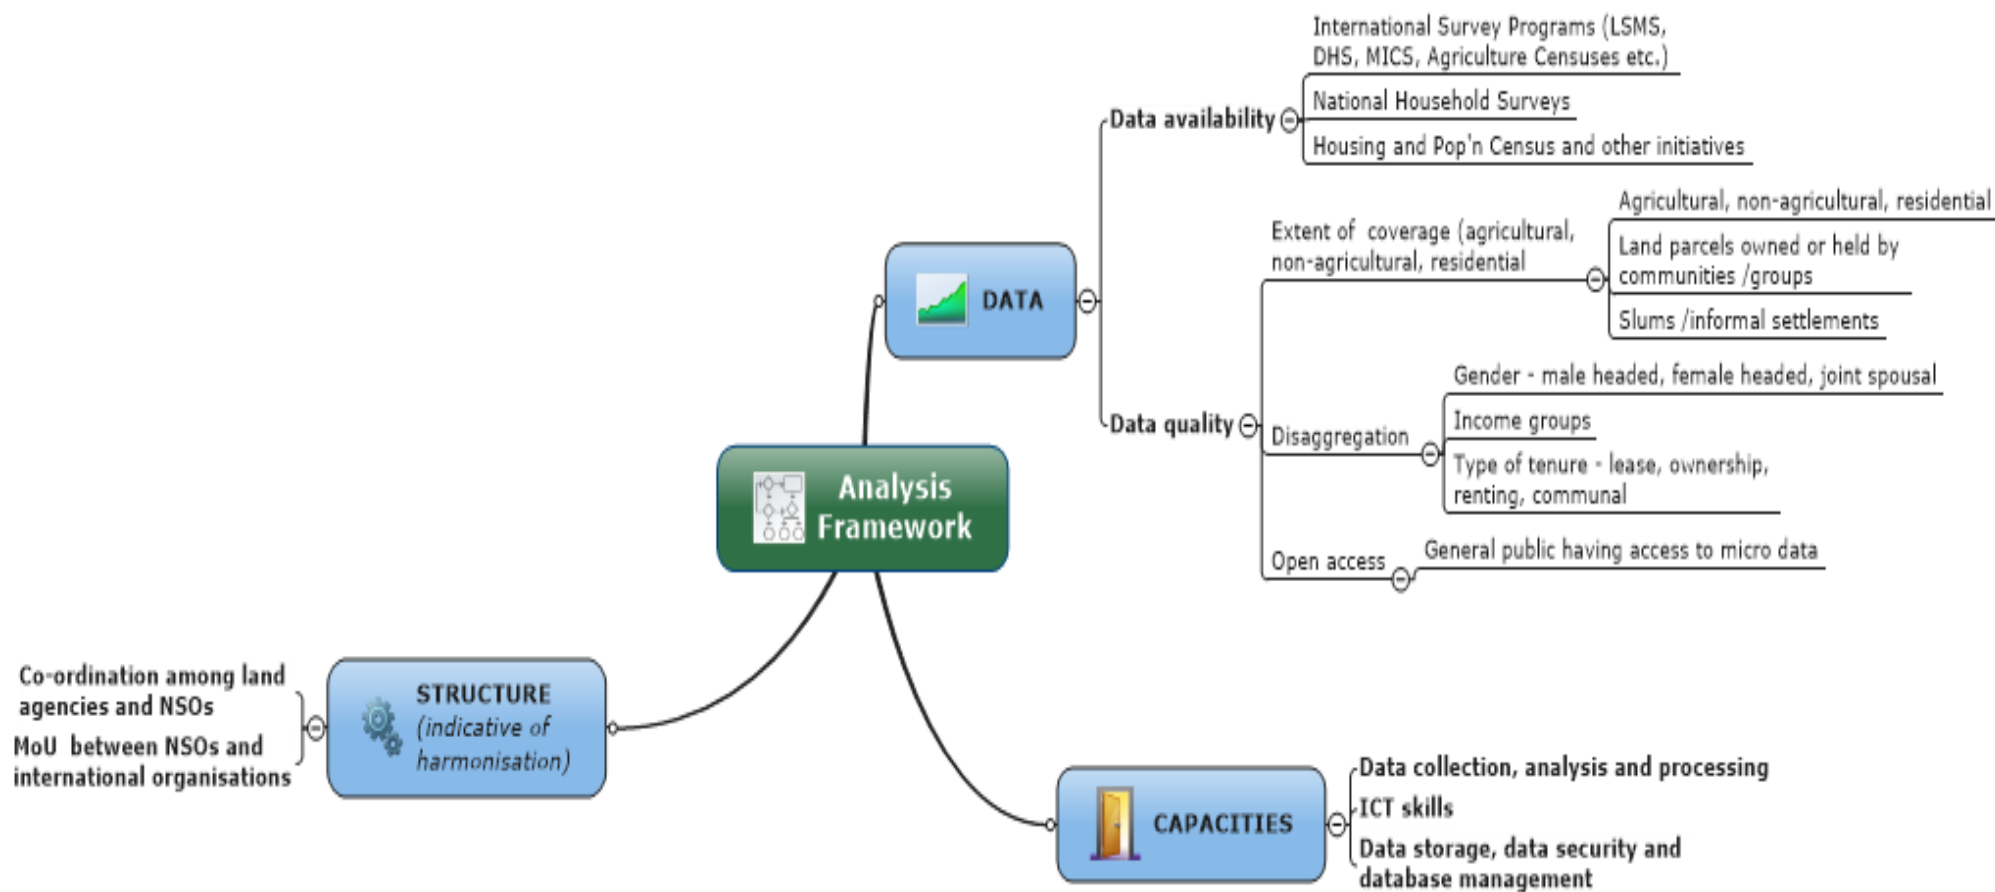 International Survey Programs (LSMS,
DHS, MICS, Agriculture Censuses etc.)
Data availability
National Household Surveys
Housing and Pop'n Census and other initiatives
DATA
Extent of coverage (agricultural,
non-agricultural, residential
Agricultural, non-agricultural, residential
Land parcels owned or held by
communities /groups
Slums /informal settlements
Data quality
Disaggregation
Gender - male headed, female headed, joint spousal
Income groups
Type of tenure - lease, ownership,
renting, communal
Open access
General public having access to micro data
Analysis
Framework
Co-ordination among land
agencies and NSOs
MoU between NSOs and
international organisations
STRUCTURE
(indicative of
harmonisation)
CAPACITIES
Data collection, analysis and processing
ICT skills
Data storage, data security and
database management